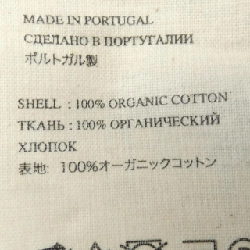 MADE IN PORTUGAL
СДЕЛАНО В ПОРТУГАЛИИ
ポルトガル製
SHELL : 100% ORGANIC COTTON
ТКАНЬ : 100% ОРГАНИЧЕСКИЙ
ХЛОПОК
表地: 100%オーガニックコットン